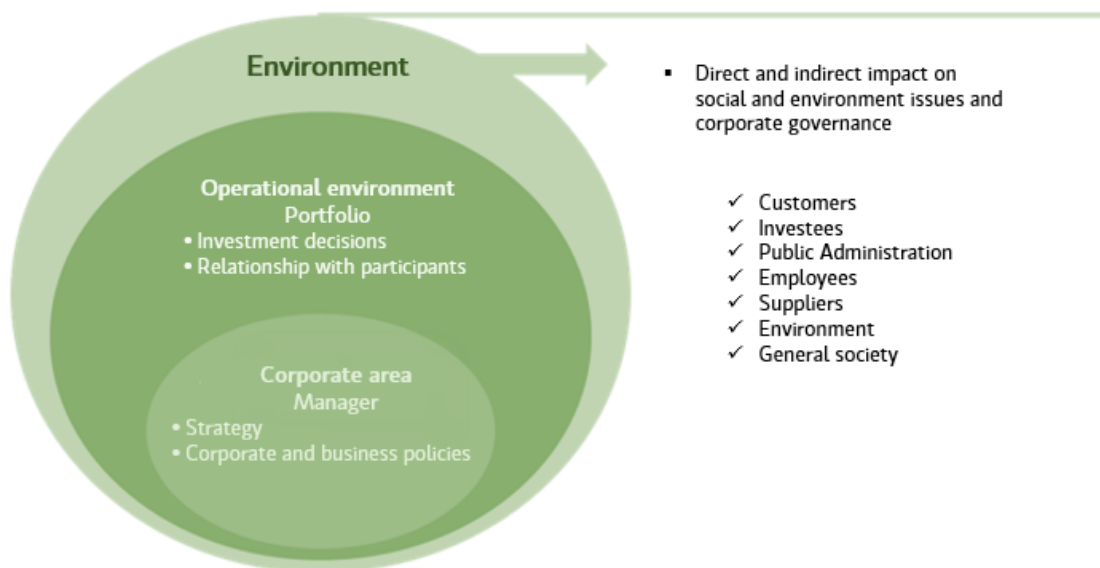 Environment
Operational environment
Portfolio
• Investment decisions
• Relationship with participants
Corporate area
Manager
• Strategy
• Corporate and business policies
▪ Direct and indirect impact on
social and environment issues and
corporate governance
✓ Customers
✓ Investees
✓ Public Administration
✓ Employees
✓ Suppliers
✓ Environment
✓ General society